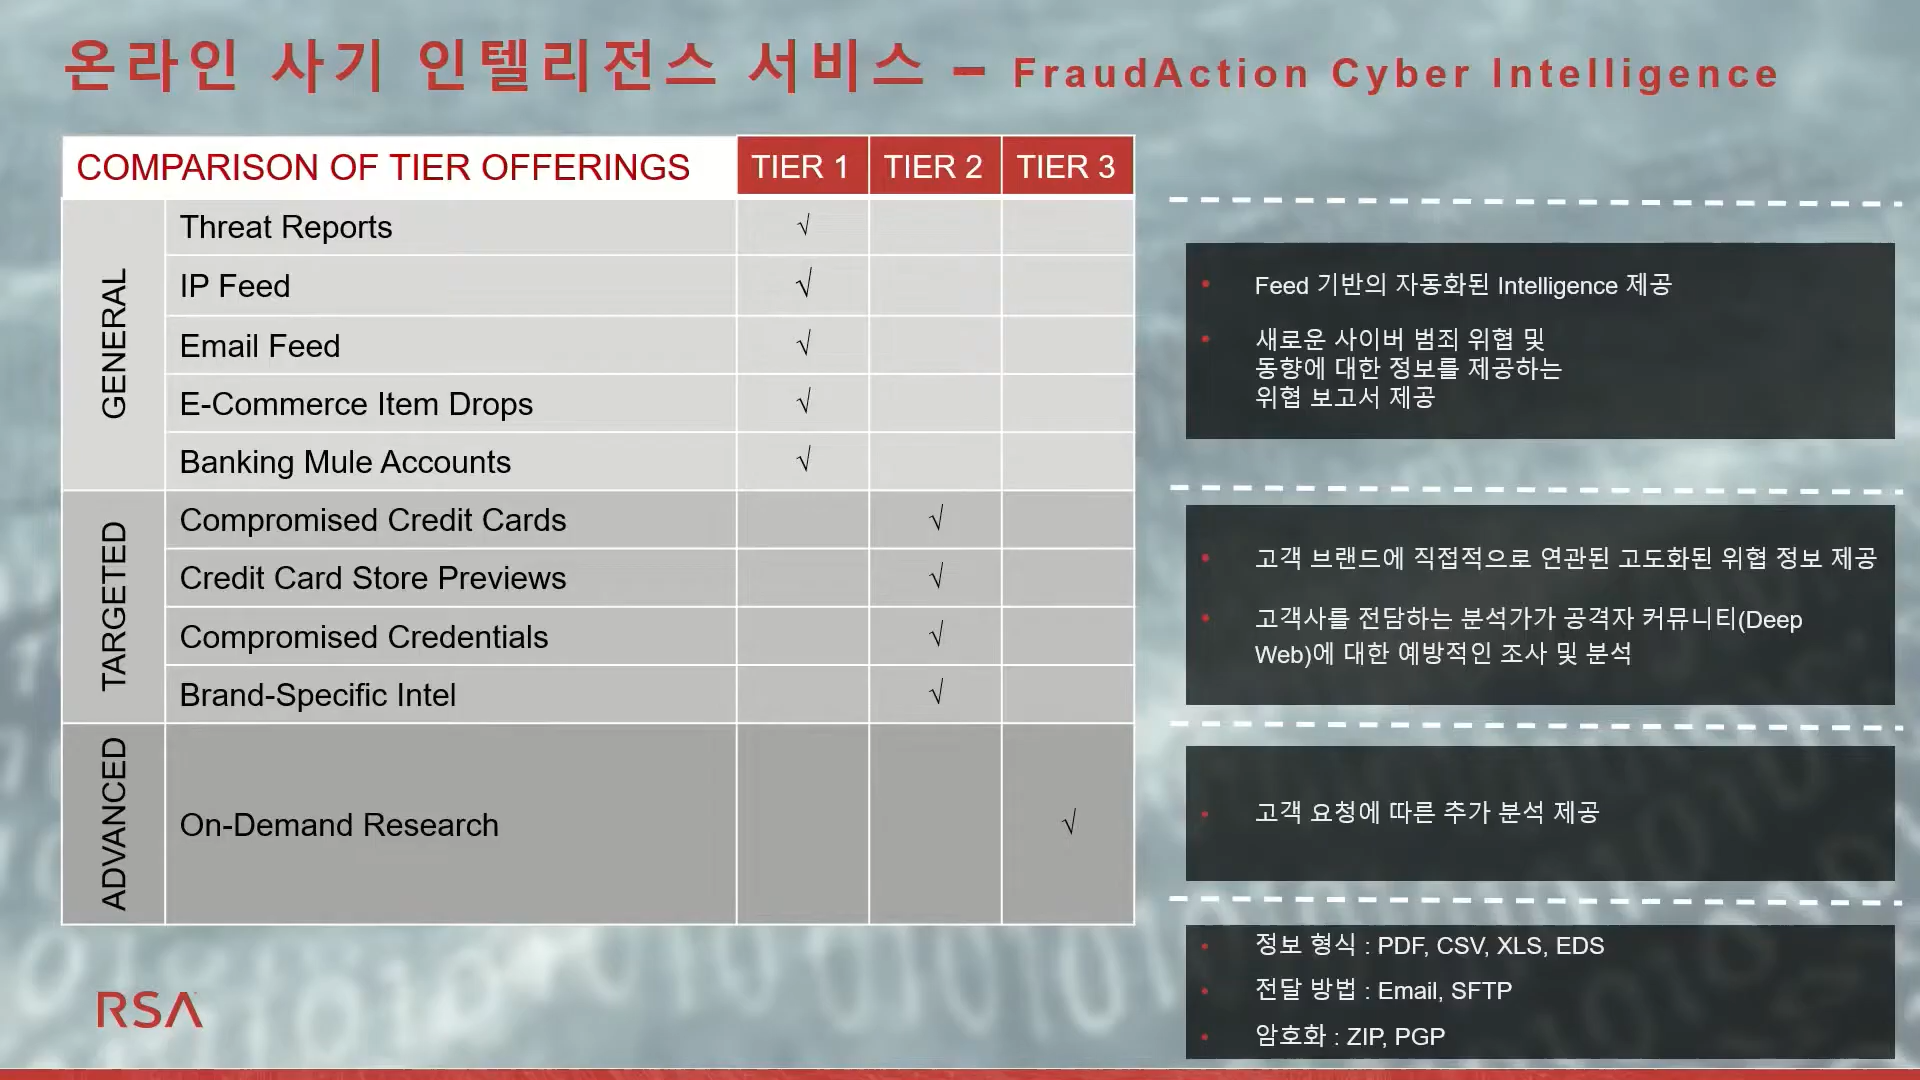 온라인 사기 인텔리전스 서비스 – FraudAction Cyber Intelligence
COMPARISON OF TIER OFFERINGS TIER 1 TIER 2 TIER 3
GENERAL
Threat Reports √
IP Feed √
Email Feed √
E-Commerce Item Drops √
Banking Mule Accounts √
TARGETED
Compromised Credit Cards √
Credit Card Store Previews √
Compromised Credentials √
Brand-Specific Intel √
ADVANCED
On-Demand Research √
• Feed 기반의 자동화된 Intelligence 제공
• 새로운 사이버 범죄 위협 및
동향에 대한 정보를 제공하는
위협 보고서 제공
• 고객 브랜드에 직접적으로 연관된 고도화된 위협 정보 제공
• 고객사를 전담하는 분석가가 공격자 커뮤니티(Deep
Web)에 대한 예방적인 조사 및 분석
• 고객 요청에 따른 추가 분석 제공
• 정보 형식 : PDF, CSV, XLS, EDS
• 전달 방법 : Email, SFTP
• 암호화 : ZIP, PGP
RSA